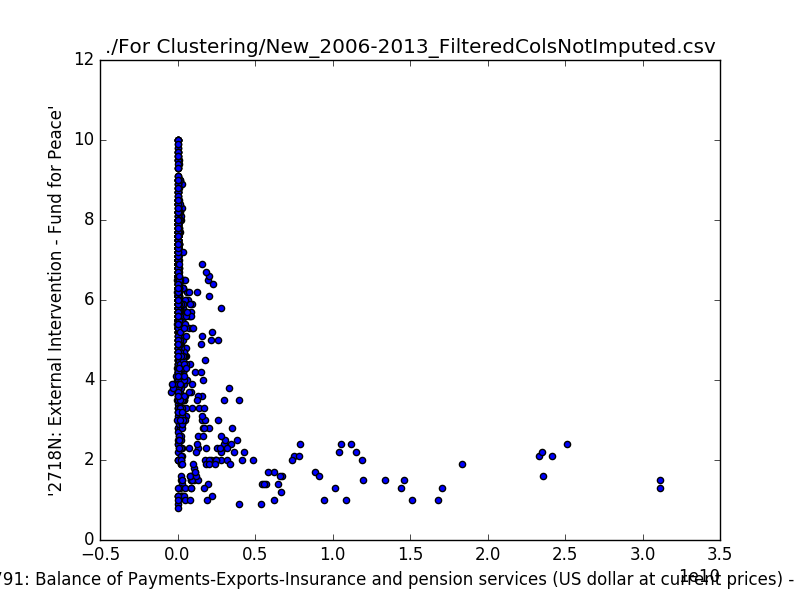 ./For Clustering/New_2006-2013_FilteredColsNotImputed.csv
12
10
8
6
4
2
0
'2718N: External Intervention - Fund for Peace'
−0.5 0.0 0.5 1.0 1.5 2.0 2.5 3.0 3.5
1e10
791: Balance of Payments-Exports-Insurance and pension services (US dollar at current prices) -